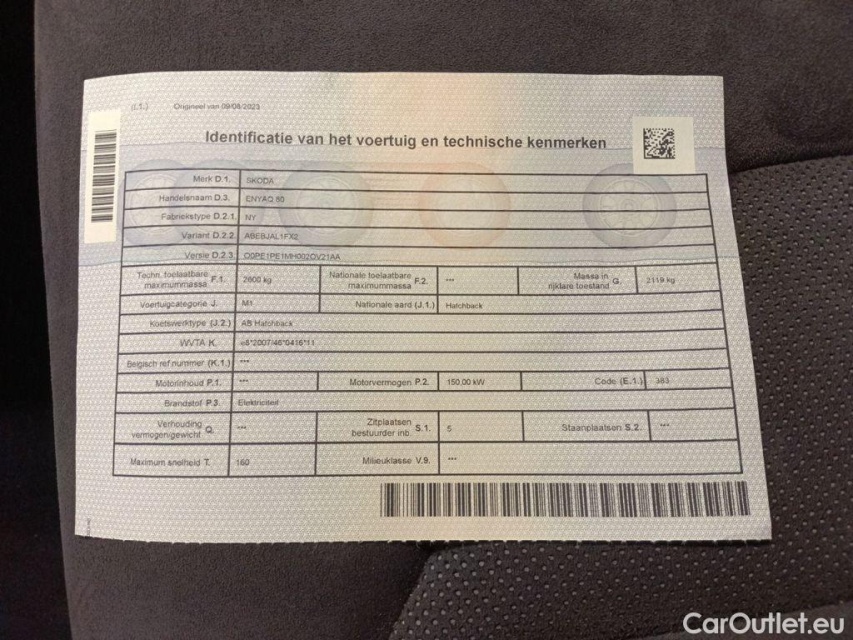 (I.1.) Origineel van 09/08/2023
Identificatie van het voertuig en technische kenmerken
Merk D.1. SKODA
Handelsnaam D.3. ENYAQ 80
Fabriekstype D.2.1. NY
Variant D.2.2. ABEBJAL1FX2
Versie D.2.3. O0PE1PE1MH002OV21AA
Techn. toelaatbare maximummassa F.1. 2600 kg Nationale toelaatbare maximummassa F.2. *** Massa in rijklare toestand G. 2119 kg
Voertuigcategorie J. M1 Nationale aard (J.1.) Hatchback
Koetswerktype (J.2.) AB Hatchback
WVTA K. e8*2007/46*0416*11
Belgisch ref nummer (K.1.) ***
Motorinhoud P.1. *** Motorvermogen P.2. 150,00 kW Code (E.1.) 383
Brandstof P.3. Elektriciteit
Verhouding vermogen/gewicht Q. *** Zitplaatsen bestuurder inb. S.1. 5 Staanplaatsen S.2. ***
Maximum snelheid T. 160 Milieuklasse V.9. ***
CarOutlet.eu